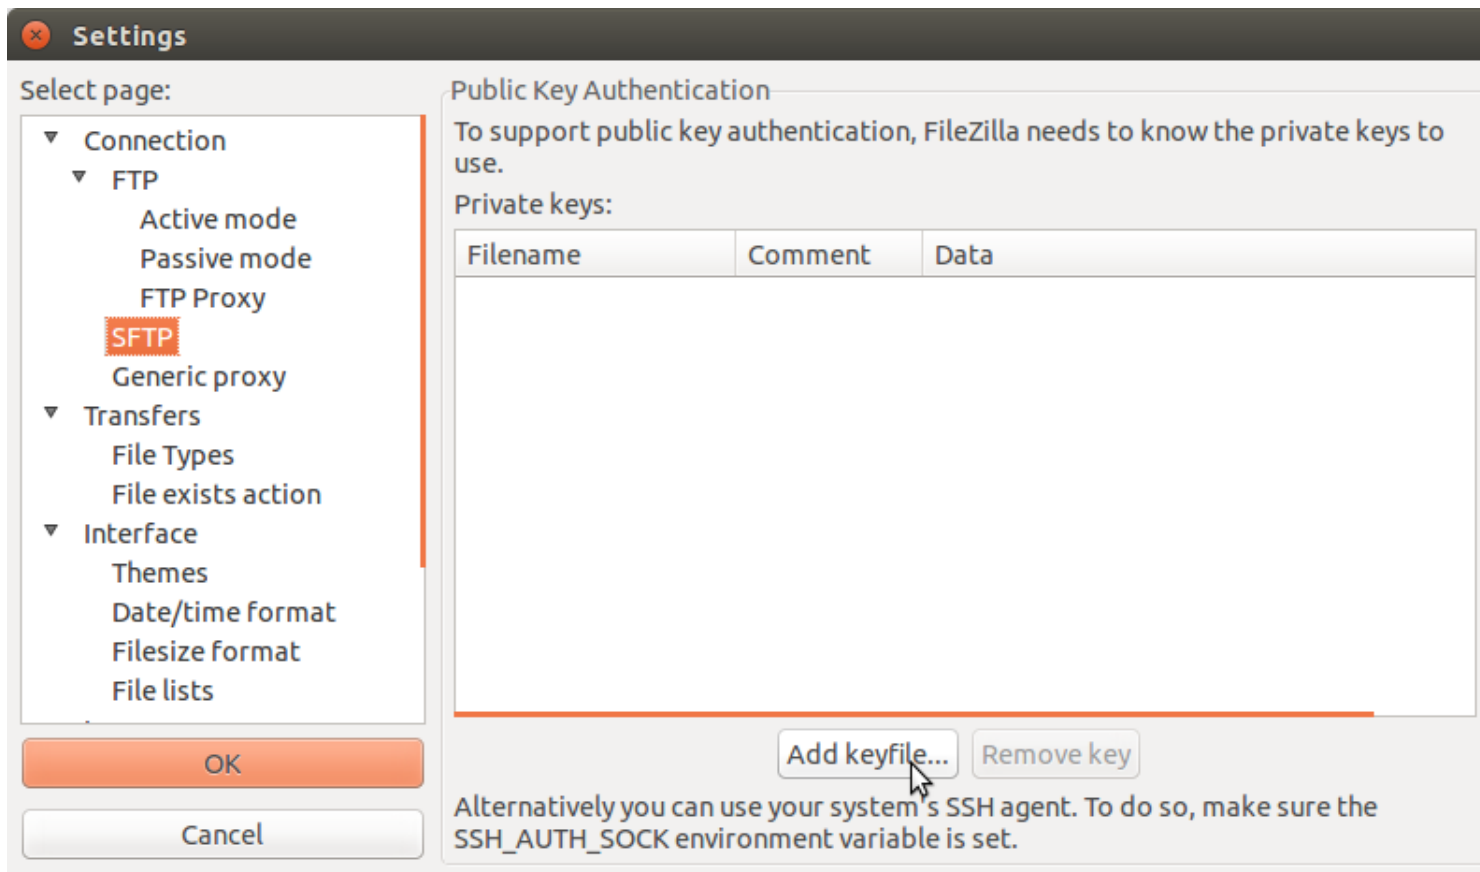 Settings
Select page:
Connection
FTP
Active mode
Passive mode
FTP Proxy
SFTP
Generic proxy
Transfers
File Types
File exists action
Interface
Themes
Date/time format
Filesize format
File lists
OK
Cancel
Public Key Authentication
To support public key authentication, FileZilla needs to know the private keys to
use.
Private keys:
Filename Comment Data
Add keyfile... Remove key
Alternatively you can use your system's SSH agent. To do so, make sure the
SSH_AUTH_SOCK environment variable is set.